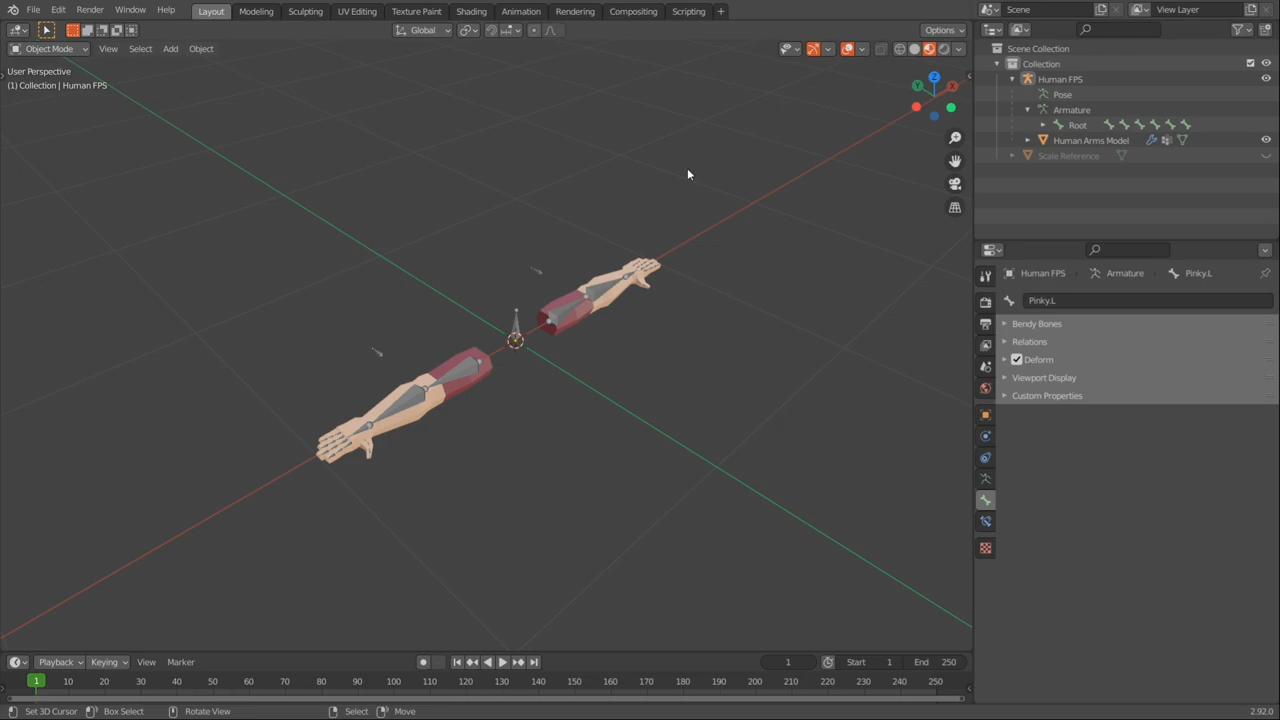 File Edit Render Window Help Layout Modeling Sculpting UV Editing Texture Paint Shading Animation Rendering Compositing Scripting + Scene View Layer
Global Options
Object Mode View Select Add Object
User Perspective
(1) Collection | Human FPS
Z
Y
X
Scene Collection
Collection
Human FPS
Pose
Armature
Root
Human Arms Model
Scale Reference
Human FPS Armature Pinky.L
Pinky.L
Bendy Bones
Relations
Deform
Viewport Display
Custom Properties
Playback Keying View Marker 1 Start 1 End 250
1 10 20 30 40 50 60 70 80 90 100 110 120 130 140 150 160 170 180 190 200 210 220 230 240 250
Set 3D Cursor Box Select Rotate View Select Move 2.92.0